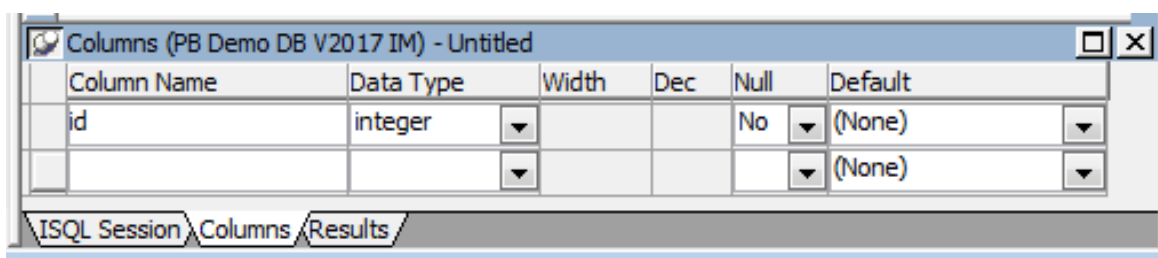 Columns (PB Demo DB V2017 IM) - Untitled
Column Name Data Type Width Dec Null Default
id integer No (None)
(None)
ISQL Session Columns Results